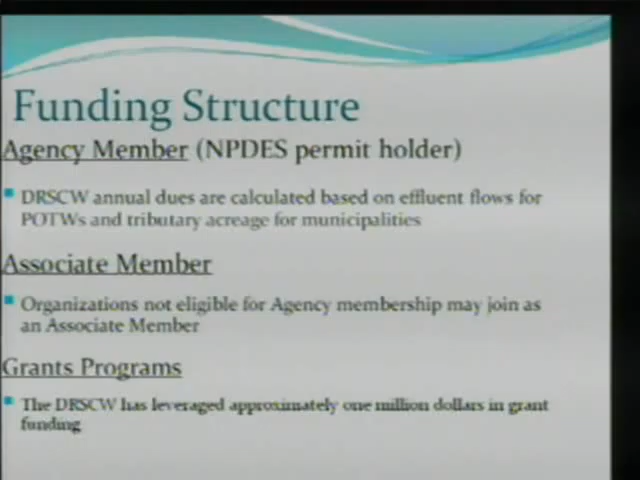 Funding Structure
Agency Member (NPDES permit holder)
DRSCW annual dues are calculated based on effluent flows for
POTWs and tributary acreage for municipalities
Associate Member
Organizations not eligible for Agency membership may join as
an Associate Member
Grants Programs
The DRSCW has leveraged approximately one million dollars in grant
funding